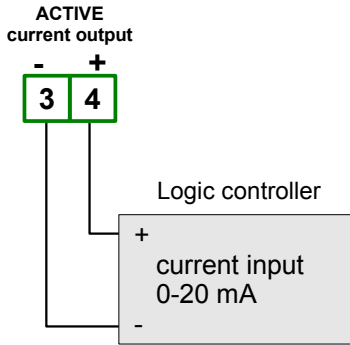 ACTIVE
current output
- +
3 4
Logic controller
+
current input
0-20 mA
-